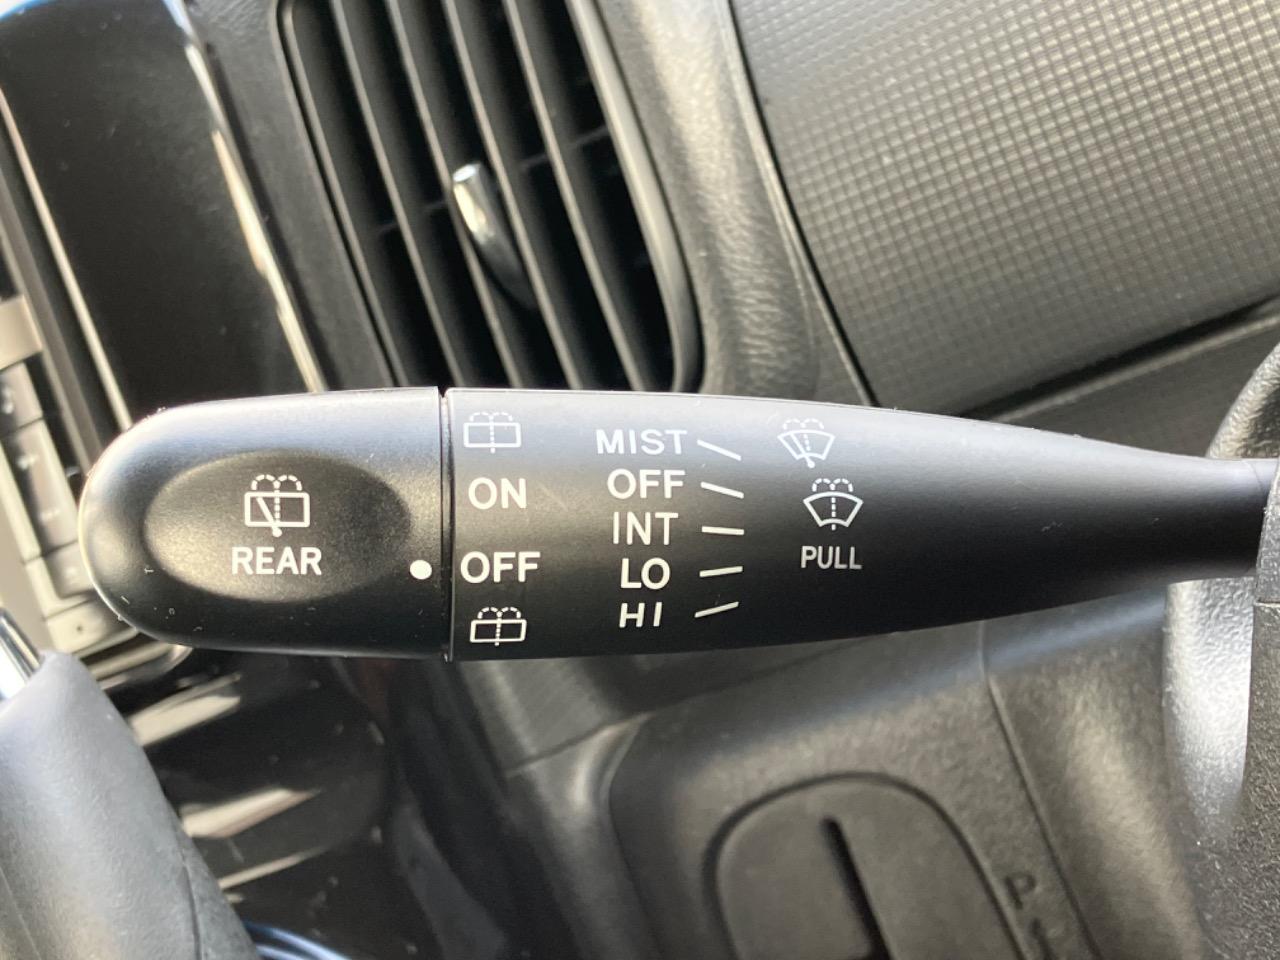 REAR
ON
OFF
MIST
OFF
INT
LO
HI
PULL
P